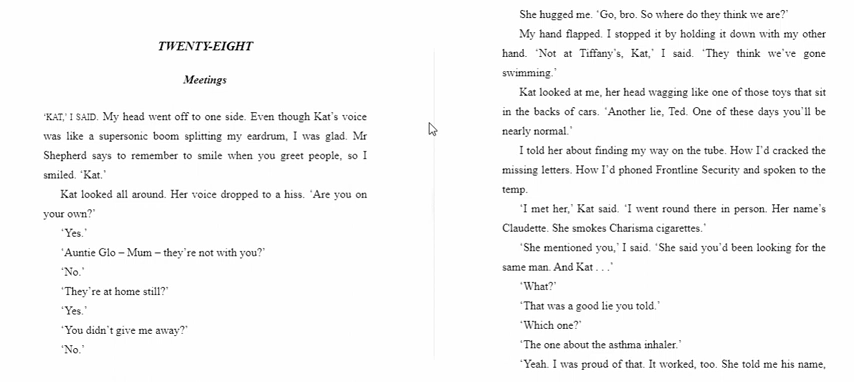 TWENTY-EIGHT
Meetings
‘KAT,’ I SAID. My head went off to one side. Even though Kat’s voice
was like a supersonic boom splitting my eardrum, I was glad. Mr
Shepherd says to remember to smile when you greet people, so I
smiled. ‘Kat.’
Kat looked all around. Her voice dropped to a hiss. ‘Are you on
your own?’
‘Yes.’
‘Auntie Glo – Mum – they’re not with you?’
‘No.’
‘They’re at home still?’
‘Yes.’
‘You didn’t give me away?’
‘No.’
She hugged me. ‘Go, bro. So where do they think we are?’
My hand flapped. I stopped it by holding it down with my other
hand. ‘Not at Tiffany’s, Kat,’ I said. ‘They think we’ve gone
swimming.’
Kat looked at me, her head wagging like one of those toys that sit
in the backs of cars. ‘Another lie, Ted. One of these days you’ll be
nearly normal.’
I told her about finding my way on the tube. How I’d cracked the
missing letters. How I’d phoned Frontline Security and spoken to the
temp.
‘I met her,’ Kat said. ‘I went round there in person. Her name’s
Claudette. She smokes Charisma cigarettes.’
‘She mentioned you,’ I said. ‘She said you’d been looking for the
same man. And Kat . . .’
‘What?’
‘That was a good lie you told.’
‘Which one?’
‘The one about the asthma inhaler.’
‘Yeah. I was proud of that. It worked, too. She told me his name,